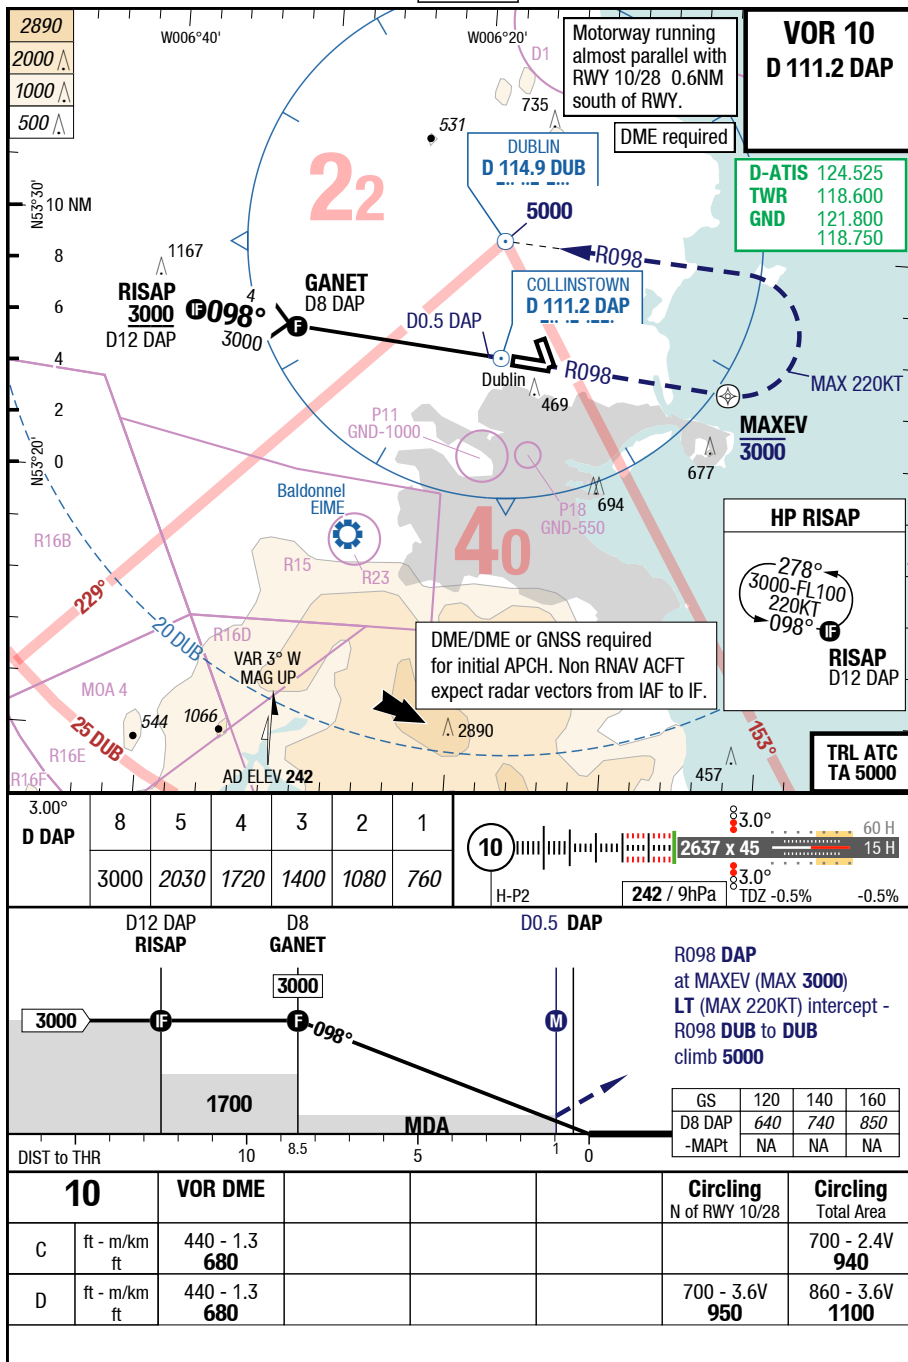 2890
2000
1000
500
W006°40'
W006°20'
D1
Motorway running
almost parallel with
RWY 10/28 0.6NM
south of RWY.
DME required
VOR 10
D 111.2 DAP
D-ATIS 124.525
TWR 118.600
GND 121.800
118.750
735
531
DUBLIN
D 114.9 DUB
22
5000
N53°30'
10 NM
8
6
4
2
0
N53°20'
1167
RISAP
3000
D12 DAP
IF
098°
4
3000
GANET
D8 DAP
F
R098
COLLINSTOWN
D 111.2 DAP
D0.5 DAP
Dublin
R098
469
MAX 220KT
MAXEV
3000
677
P11
GND-1000
694
P18
GND-550
Baldonnel
EIME
40
R16B
R15
R23
229°
20 DUB
R16D
HP RISAP
278°
3000-FL100
220KT
098°
IF
RISAP
D12 DAP
DME/DME or GNSS required
for initial APCH. Non RNAV ACFT
expect radar vectors from IAF to IF.
VAR 3° W
MAG UP
MOA 4
544
1066
2890
25 DUB
R16E
R16F
AD ELEV 242
153°
457
TRL ATC
TA 5000
3.00°
D DAP
8 5 4 3 2 1
3000 2030 1720 1400 1080 760
10
H-P2
3.0°
2637 x 45
60 H
15 H
3.0°
242 / 9hPa
TDZ -0.5% -0.5%
D12 DAP
RISAP
D8
GANET
D0.5 DAP
3000
3000
IF
F
098°
M
1700
MDA
DIST to THR
10
8.5
5
1
0
R098 DAP
at MAXEV (MAX 3000)
LT (MAX 220KT) intercept -
R098 DUB to DUB
climb 5000
GS 120 140 160
D8 DAP 640 740 850
-MAPt NA NA NA
10 VOR DME Circling Circling
N of RWY 10/28 Total Area
C ft - m/km 440 - 1.3 700 - 2.4V
ft 680 940
D ft - m/km 440 - 1.3 700 - 3.6V 860 - 3.6V
ft 680 950 1100